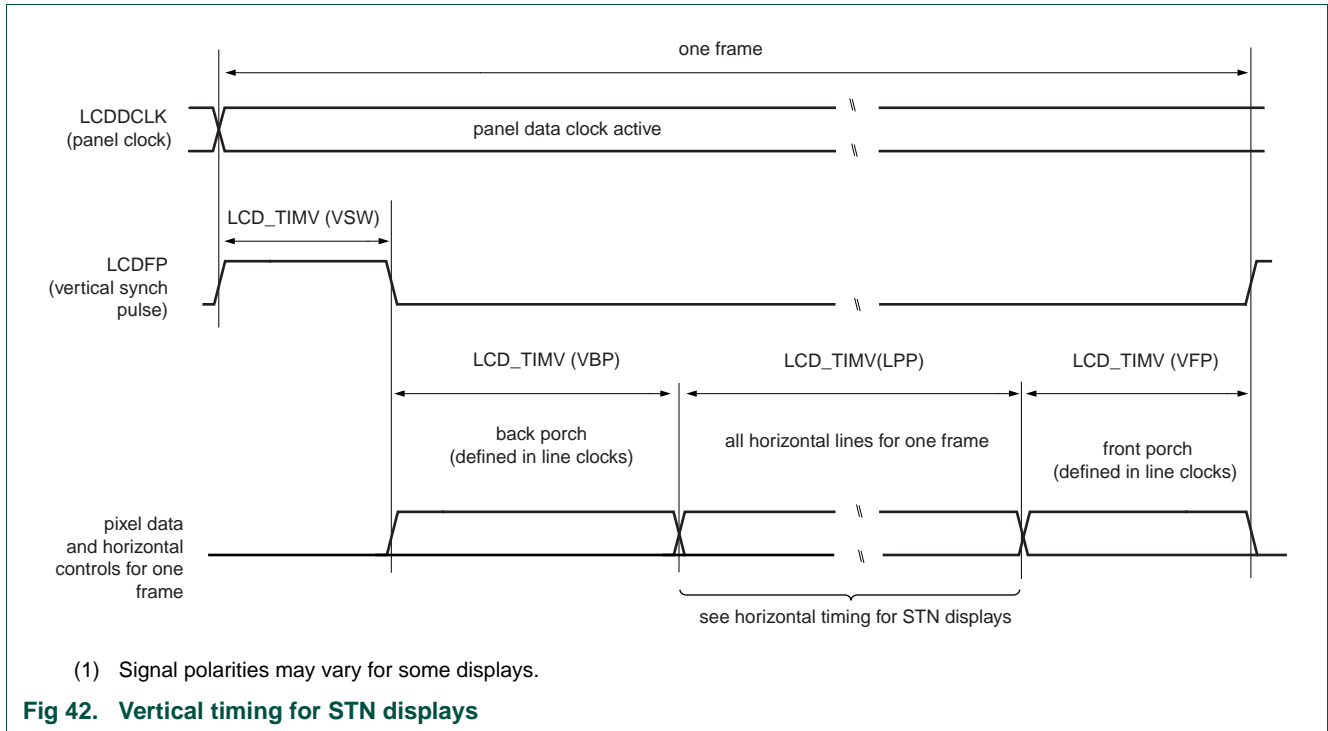 one frame
LCDDCLK
(panel clock)
panel data clock active
LCD_TIMV (VSW)
LCDFP
(vertical synch
pulse)
LCD_TIMV (VBP)
LCD_TIMV(LPP)
LCD_TIMV (VFP)
back porch
(defined in line clocks)
all horizontal lines for one frame
front porch
(defined in line clocks)
pixel data
and horizontal
controls for one
frame
see horizontal timing for STN displays
(1) Signal polarities may vary for some displays.
Fig 42. Vertical timing for STN displays